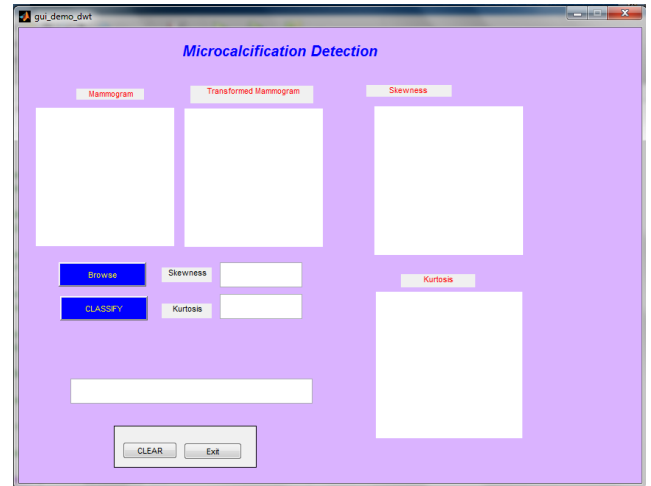 gui_demo_dwt
Microcalcification Detection
Mammogram
Transformed Mammogram
Skewness
Browse
Skewness
CLASSIFY
Kurtosis
Kurtosis
CLEAR
Exit